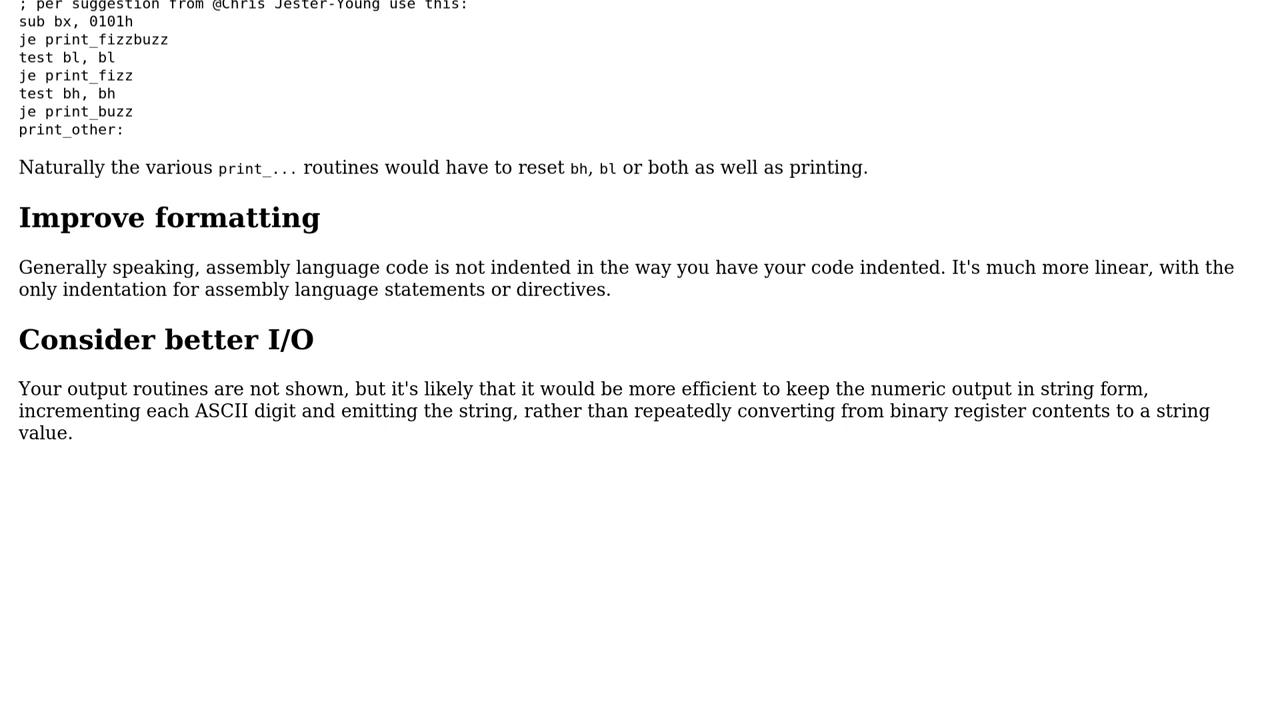 ; per suggestion from @Chris Jester-Young use this:
sub bx, 0101h
je print_fizzbuzz
test bl, bl
je print_fizz
test bh, bh
je print_buzz
print_other:
Naturally the various print_... routines would have to reset bh, bl or both as well as printing.
Improve formatting
Generally speaking, assembly language code is not indented in the way you have your code indented. It's much more linear, with the
only indentation for assembly language statements or directives.
Consider better I/O
Your output routines are not shown, but it's likely that it would be more efficient to keep the numeric output in string form,
incrementing each ASCII digit and emitting the string, rather than repeatedly converting from binary register contents to a string
value.